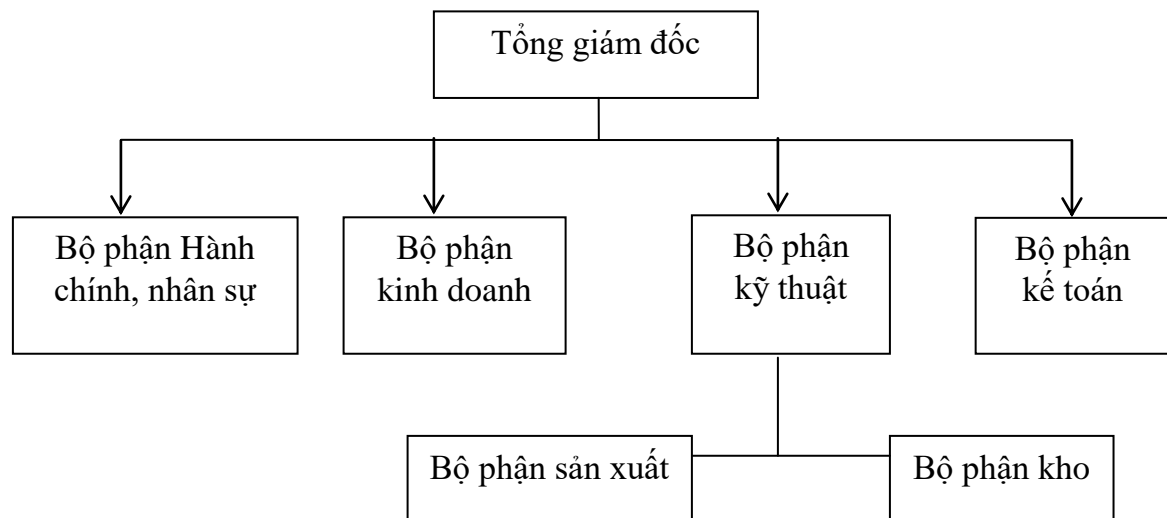 Tổng giám đốc
Bộ phận Hành
chính, nhân sự
Bộ phận
kinh doanh
Bộ phận
kỹ thuật
Bộ phận
kế toán
Bộ phận sản xuất
Bộ phận kho